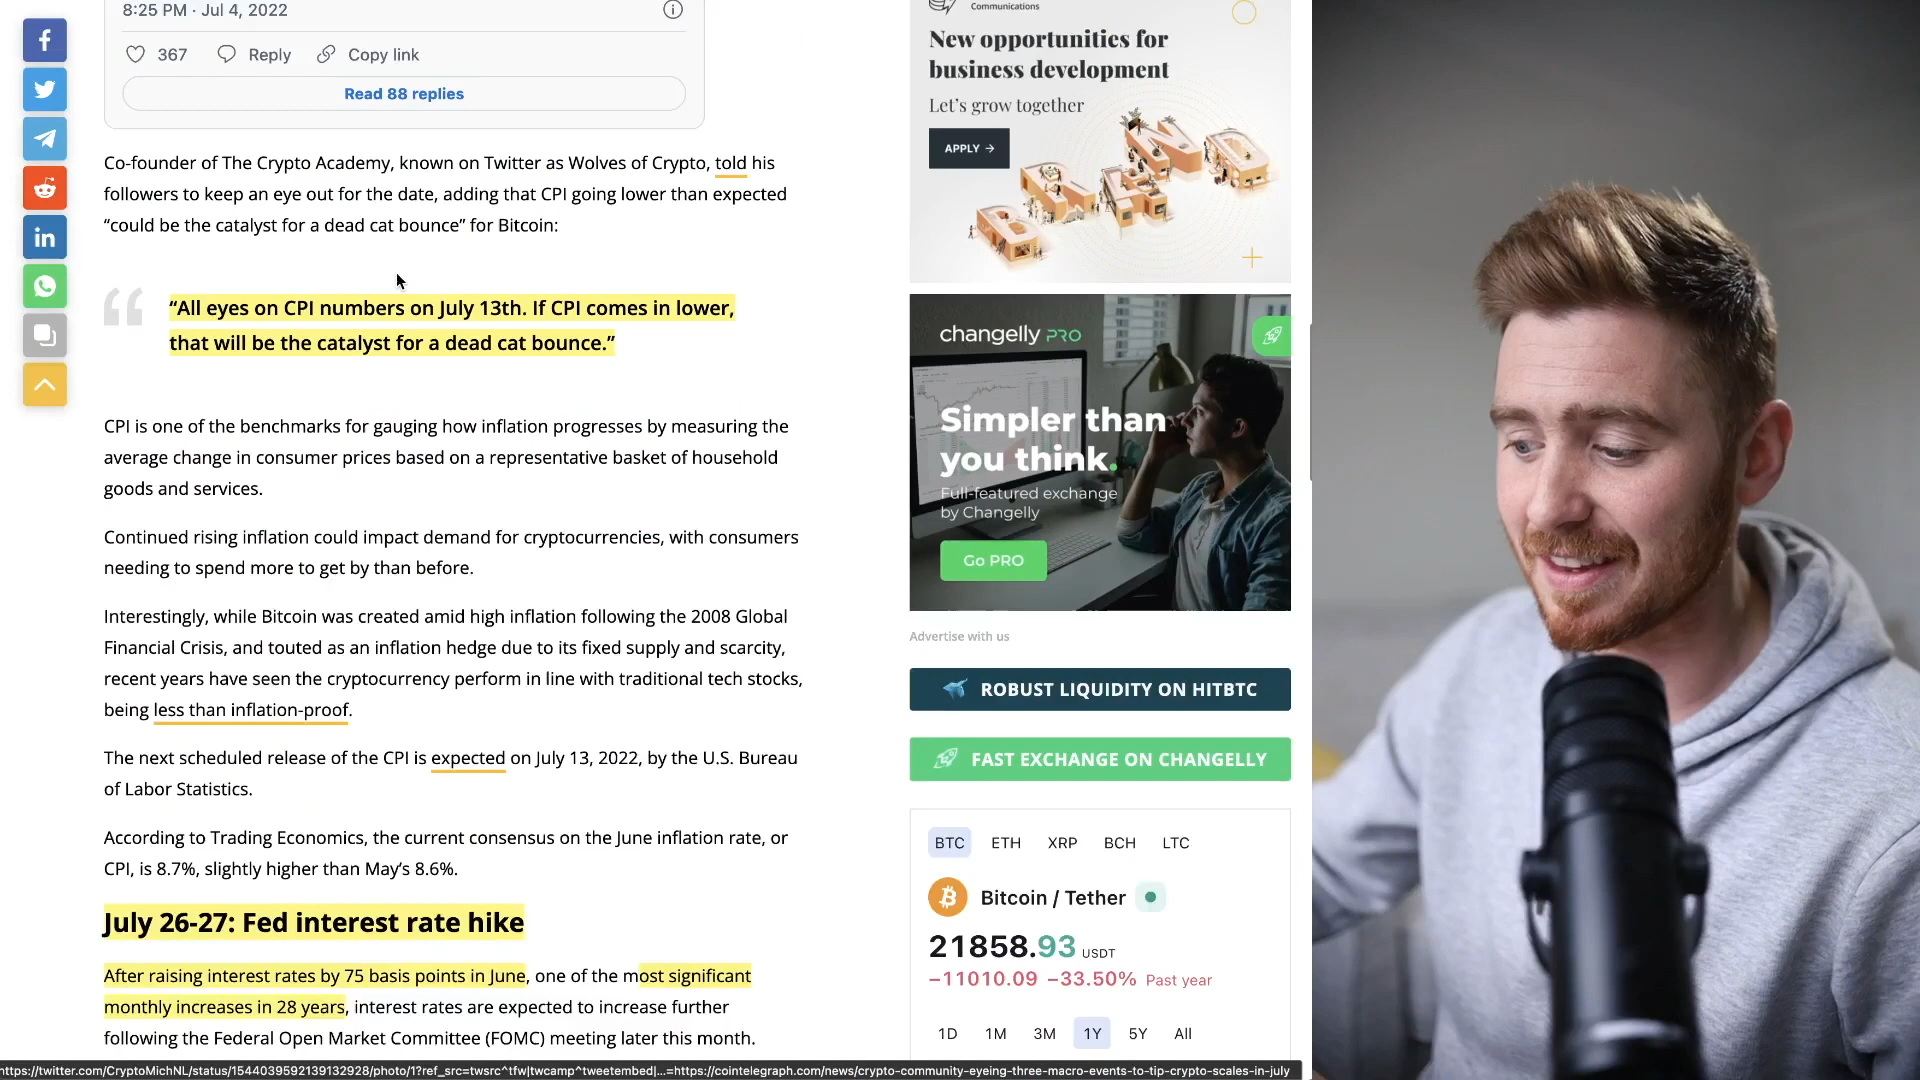 8:25 PM · Jul 4, 2022
367 Reply Copy link
Read 88 replies
Co-founder of The Crypto Academy, known on Twitter as Wolves of Crypto, told his
followers to keep an eye out for the date, adding that CPI going lower than expected
“could be the catalyst for a dead cat bounce” for Bitcoin:
“All eyes on CPI numbers on July 13th. If CPI comes in lower,
that will be the catalyst for a dead cat bounce.”
CPI is one of the benchmarks for gauging how inflation progresses by measuring the
average change in consumer prices based on a representative basket of household
goods and services.
Continued rising inflation could impact demand for cryptocurrencies, with consumers
needing to spend more to get by than before.
Interestingly, while Bitcoin was created amid high inflation following the 2008 Global
Financial Crisis, and touted as an inflation hedge due to its fixed supply and scarcity,
recent years have seen the cryptocurrency perform in line with traditional tech stocks,
being less than inflation-proof.
The next scheduled release of the CPI is expected on July 13, 2022, by the U.S. Bureau
of Labor Statistics.
According to Trading Economics, the current consensus on the June inflation rate, or
CPI, is 8.7%, slightly higher than May’s 8.6%.
July 26-27: Fed interest rate hike
After raising interest rates by 75 basis points in June, one of the most significant
monthly increases in 28 years, interest rates are expected to increase further
following the Federal Open Market Committee (FOMC) meeting later this month.
Communications
New opportunities for
business development
Let’s grow together
APPLY →
BRAND
changelly PRO
Simpler than
you think.
Full-featured exchange
by Changelly
Go PRO
Advertise with us
ROBUST LIQUIDITY ON HITBTC
FAST EXCHANGE ON CHANGELLY
BTC ETH XRP BCH LTC
Bitcoin / Tether
21858.93 USDT
−11010.09 −33.50% Past year
1D 1M 3M 1Y 5Y All
https://twitter.com/CryptoMichNL/status/1544039592139132928/photo/1?ref_src=twsrc^tfw|twcamp^tweetembed|...=https://cointelegraph.com/news/crypto-community-eyeing-three-macro-events-to-tip-crypto-scales-in-july